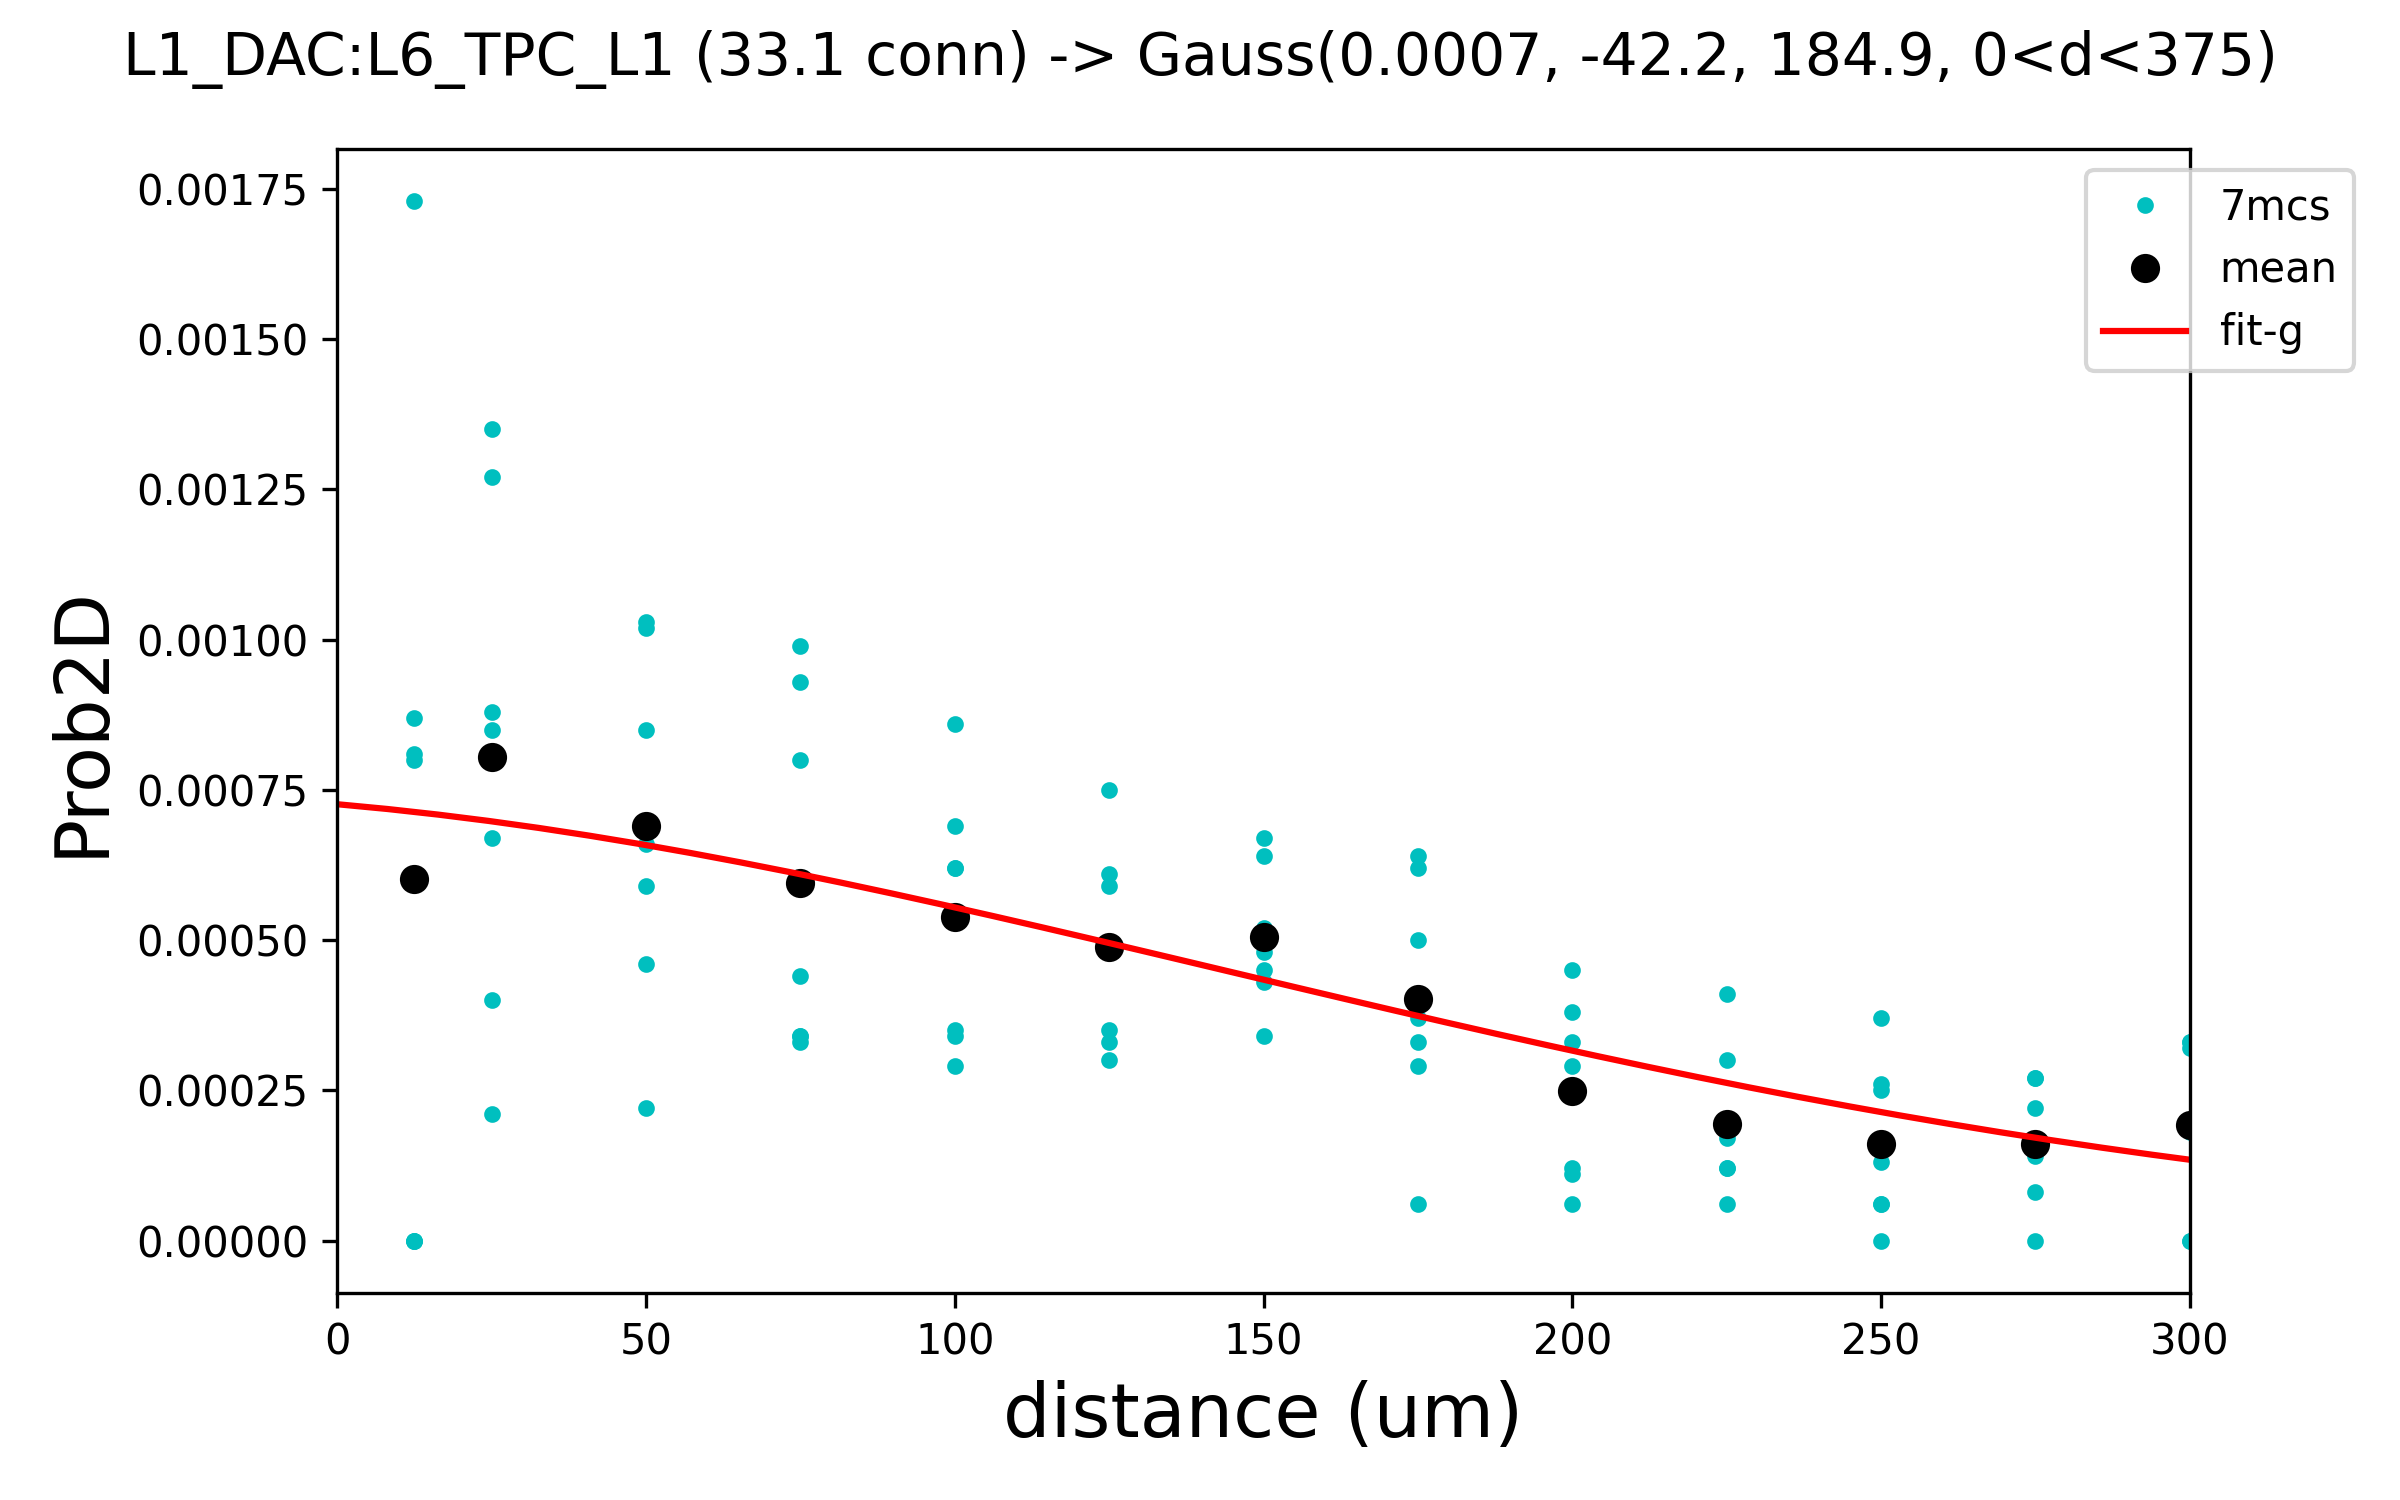 L1_DAC:L6_TPC_L1 (33.1 conn) -> Gauss(0.0007, -42.2, 184.9, 0<d<375)
7mcs
mean
fit-g
Prob2D
0.00175
0.00150
0.00125
0.00100
0.00075
0.00050
0.00025
0.00000
0 50 100 150 200 250 300
distance (um)